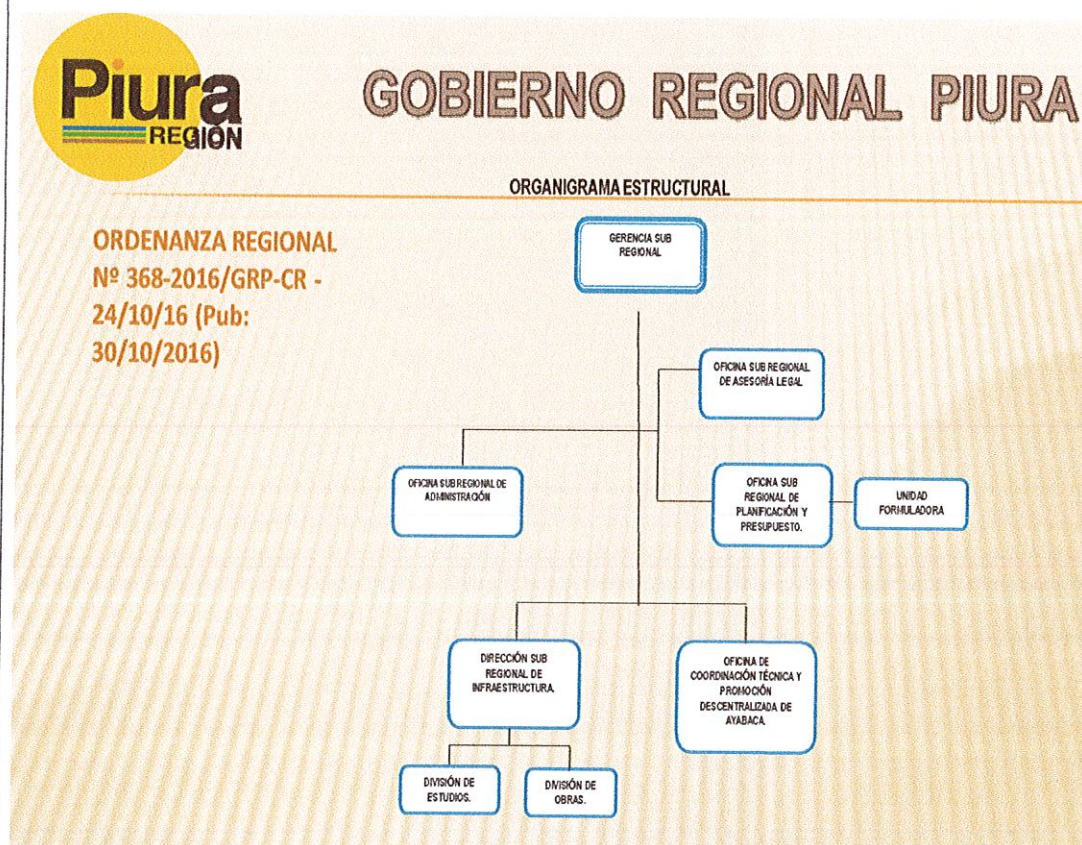 Piura
REGIÓN
GOBIERNO REGIONAL PIURA
ORGANIGRAMA ESTRUCTURAL
ORDENANZA REGIONAL
Nº 368-2016/GRP-CR -
24/10/16 (Pub:
30/10/2016)
GERENCIA SUB
REGIONAL
OFICINA SUB REGIONAL
DE ASESORÍA LEGAL
OFICINA SUB REGIONAL DE
ADMINISTRACIÓN
OFICINA SUB
REGIONAL DE
PLANIFICACIÓN Y
PRESUPUESTO.
UNIDAD
FORMULADORA
DIRECCIÓN SUB
REGIONAL DE
INFRAESTRUCTURA.
OFICINA DE
COORDINACIÓN TÉCNICA Y
PROMOCIÓN
DESCENTRALIZADA DE
AYABACA.
DIVISIÓN DE
ESTUDIOS.
DIVISIÓN DE
OBRAS.